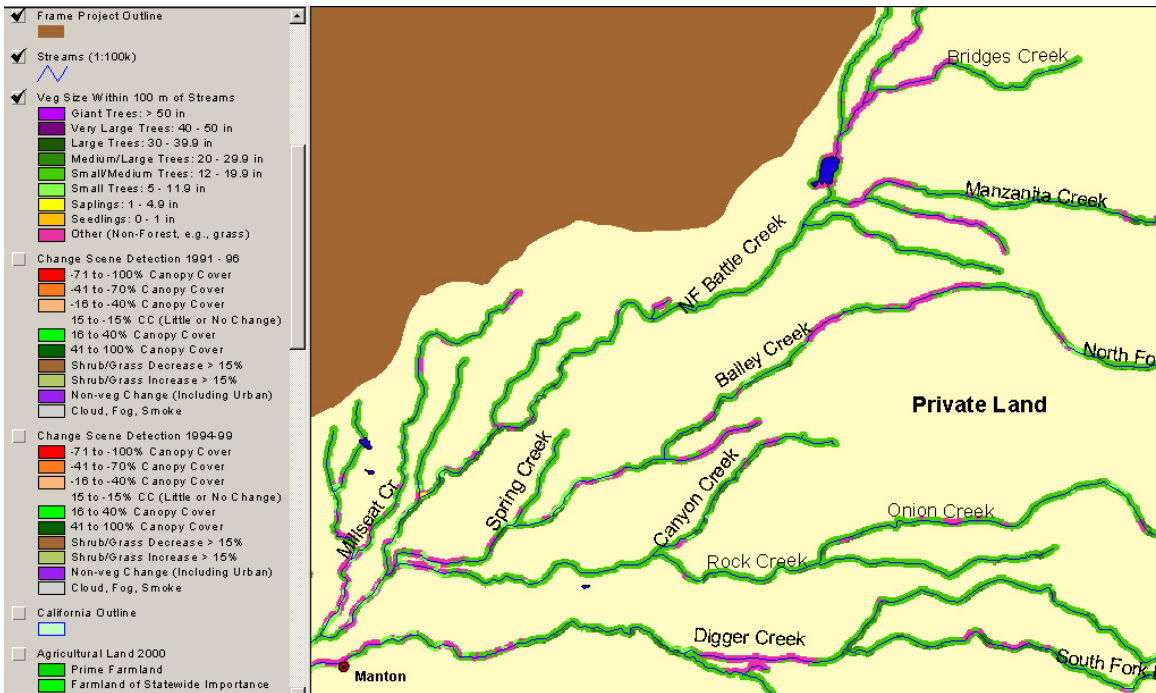 Frame Project Outline
Streams (1:100k)
Veg Size Within 100 m of Streams
Giant Trees: > 50 in
Very Large Trees: 40 - 50 in
Large Trees: 30 - 39.9 in
Medium/Large Trees: 20 - 29.9 in
Small/Medium Trees: 12 - 19.9 in
Small Trees: 5 - 11.9 in
Saplings: 1 - 4.9 in
Seedlings: 0 - 1 in
Other (Non-Forest, e.g., grass)
Change Scene Detection 1991 - 96
-71 to -100% Canopy Cover
-41 to -70% Canopy Cover
-16 to -40% Canopy Cover
15 to -15% CC (Little or No Change)
16 to 40% Canopy Cover
41 to 100% Canopy Cover
Shrub/Grass Decrease > 15%
Shrub/Grass Increase > 15%
Non-veg Change (Including Urban)
Cloud, Fog, Smoke
Change Scene Detection 1994-99
-71 to -100% Canopy Cover
-41 to -70% Canopy Cover
-16 to -40% Canopy Cover
15 to -15% CC (Little or No Change)
16 to 40% Canopy Cover
41 to 100% Canopy Cover
Shrub/Grass Decrease > 15%
Shrub/Grass Increase > 15%
Non-veg Change (Including Urban)
Cloud, Fog, Smoke
California Outline
Agricultural Land 2000
Prime Farmland
Farmland of Statewide Importance
Bridges Creek
Manzanita Creek
NF Battle Creek
Bailey Creek
North Fo
Private Land
Spring Creek
Canyon Creek
Millseat Cr
Onion Creek
Rock Creek
Digger Creek
South Fork
Manton